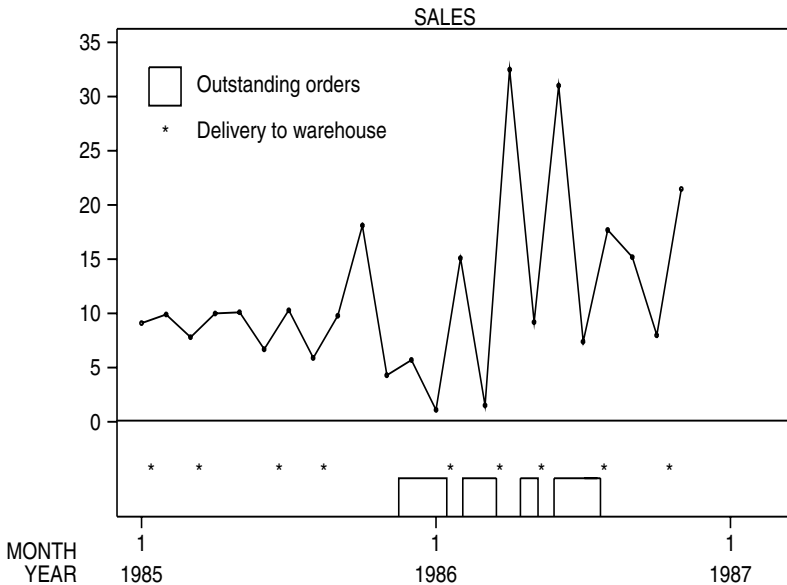 SALES
35
Outstanding orders
30
* Delivery to warehouse
25
20
15
10
5
0
* * * * * * * * *
MONTH 1 1 1
YEAR 1985 1986 1987